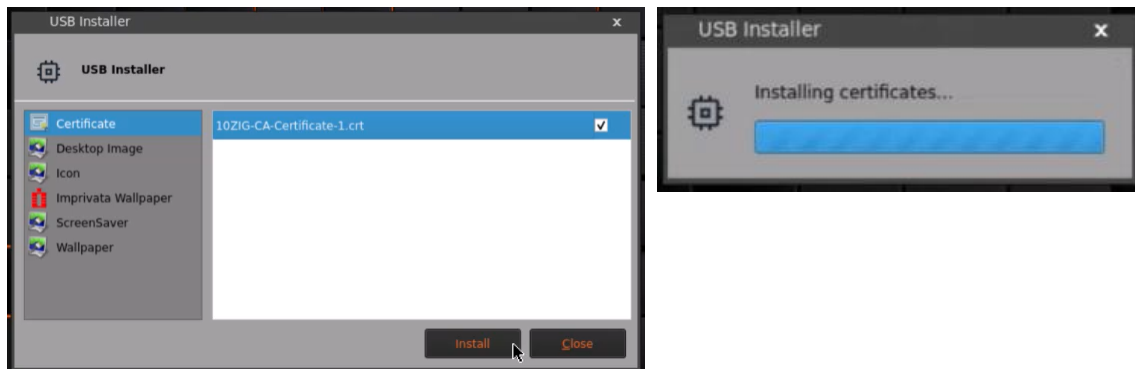 USB Installer
x
USB Installer
Certificate
Desktop Image
Icon
Imprivata Wallpaper
ScreenSaver
Wallpaper
10ZIG-CA-Certificate-1.crt
Install
Close
USB Installer
x
Installing certificates...